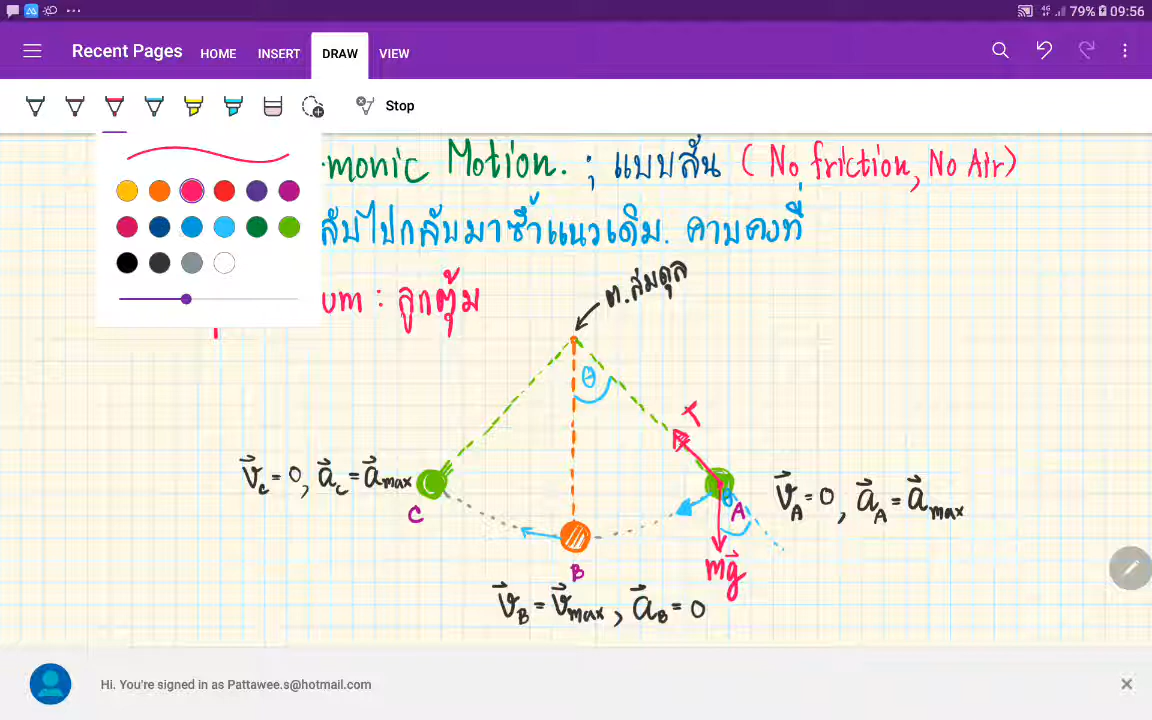 4G 79% 09:56
Recent Pages HOME INSERT DRAW VIEW
Stop
monic Motion. ; แบบสั้น ( No friction, No Air)
ลับไปกลับมาซ้ำแนวเดิม. คาบคงที่
um : ลูกตุ้ม
ต.สมดุล
θ
T
v⃗C = 0, a⃗C = a⃗max
C
A
v⃗A = 0, a⃗A = a⃗max
B
mg⃗
v⃗B = v⃗max, a⃗B = 0
Hi. You're signed in as Pattawee.s@hotmail.com